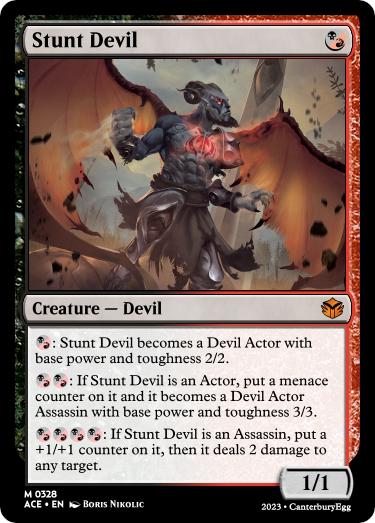 Stunt Devil
Creature — Devil
: Stunt Devil becomes a Devil Actor with
base power and toughness 2/2.
: If Stunt Devil is an Actor, put a menace
counter on it and it becomes a Devil Actor
Assassin with base power and toughness 3/3.
: If Stunt Devil is an Assassin, put a
+1/+1 counter on it, then it deals 2 damage to
any target.
1/1
M 0328
ACE • EN Boris Nikolic
2023 • CanterburyEgg